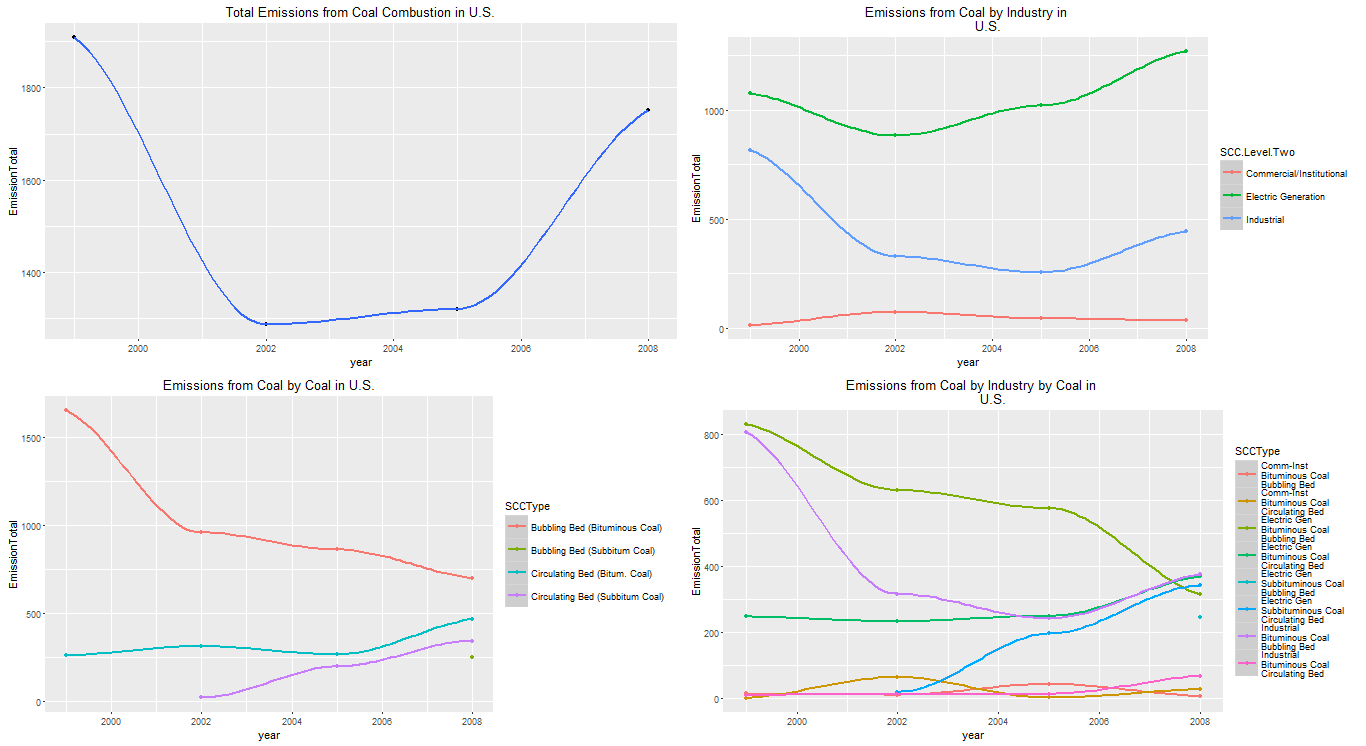 Total Emissions from Coal Combustion in U.S.
EmissionTotal
1800
1600
1400
2000
2002
2004
2006
2008
year
Emissions from Coal by Industry in
U.S.
EmissionTotal
1000
500
0
2000
2002
2004
2006
2008
year
SCC.Level.Two
Commercial/Institutional
Electric Generation
Industrial
Emissions from Coal by Coal in U.S.
EmissionTotal
1500
1000
500
0
2000
2002
2004
2006
2008
year
SCCType
Bubbling Bed (Bituminous Coal)
Bubbling Bed (Subbitum Coal)
Circulating Bed (Bitum. Coal)
Circulating Bed (Subbitum Coal)
Emissions from Coal by Industry by Coal in
U.S.
EmissionTotal
800
600
400
200
0
2000
2002
2004
2006
2008
year
SCCType
Comm-Inst
Bituminous Coal
Bubbling Bed
Comm-Inst
Bituminous Coal
Circulating Bed
Electric Gen
Bituminous Coal
Bubbling Bed
Electric Gen
Bituminous Coal
Circulating Bed
Electric Gen
Subbituminous Coal
Bubbling Bed
Electric Gen
Subbituminous Coal
Circulating Bed
Industrial
Bituminous Coal
Bubbling Bed
Industrial
Bituminous Coal
Circulating Bed